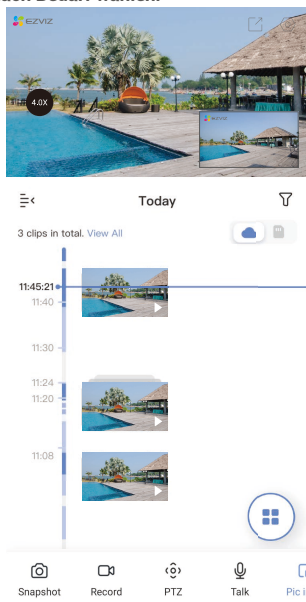 EZVIZ
4.0X
EZVIZ
Today
3 clips in total. View All
11:45:21
11:40
11:30
11:24
11:20
11:08
Snapshot
Record
PTZ
Talk